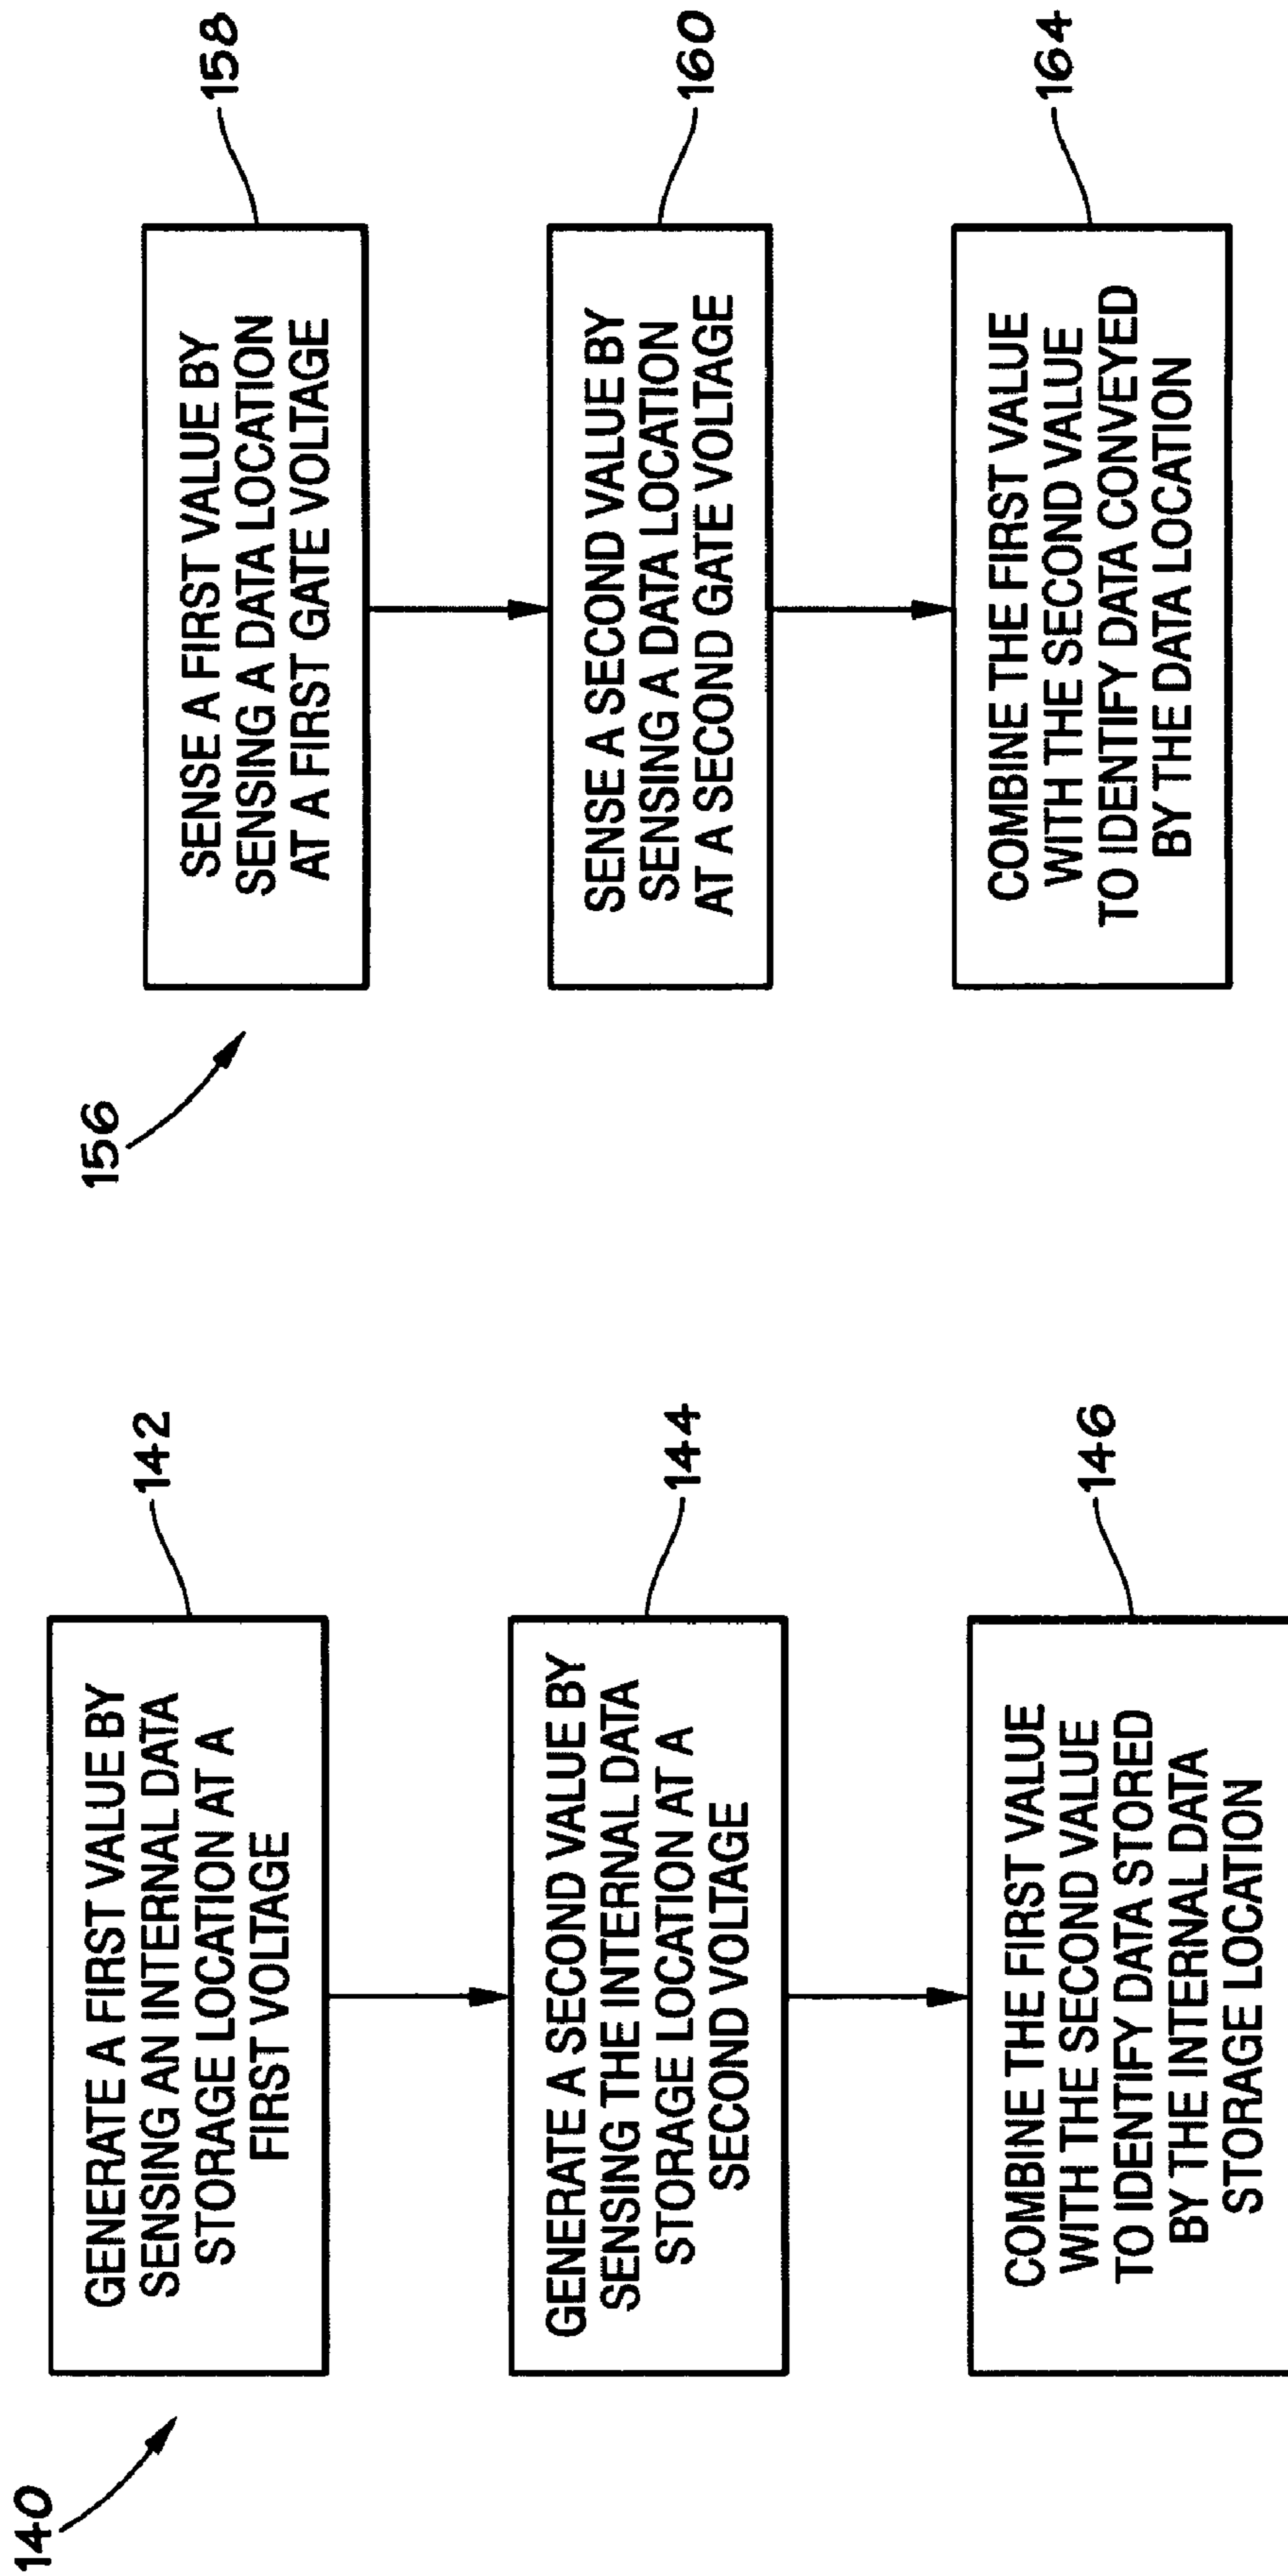 140
GENERATE A FIRST VALUE BY
SENSING AN INTERNAL DATA
STORAGE LOCATION AT A
FIRST VOLTAGE
142
GENERATE A SECOND VALUE BY
SENSING THE INTERNAL DATA
STORAGE LOCATION AT A
SECOND VOLTAGE
144
COMBINE THE FIRST VALUE
WITH THE SECOND VALUE
TO IDENTIFY DATA STORED
BY THE INTERNAL DATA
STORAGE LOCATION
146
156
SENSE A FIRST VALUE BY
SENSING A DATA LOCATION
AT A FIRST GATE VOLTAGE
158
SENSE A SECOND VALUE BY
SENSING A DATA LOCATION
AT A SECOND GATE VOLTAGE
160
COMBINE THE FIRST VALUE
WITH THE SECOND VALUE
TO IDENTIFY DATA CONVEYED
BY THE DATA LOCATION
164